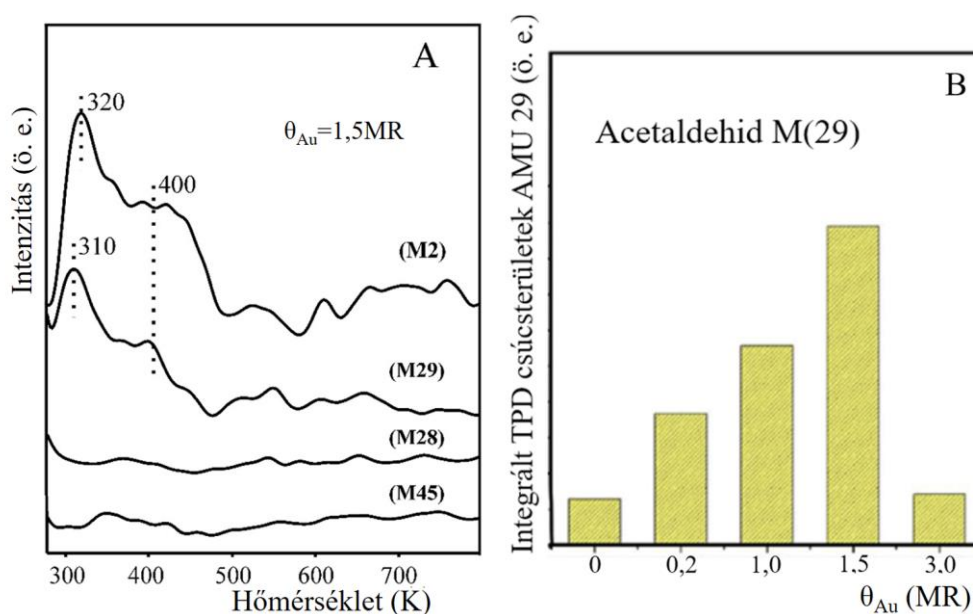 A
320
θAu=1,5MR
400
310
(M2)
(M29)
(M28)
(M45)
Intenzitás (ö. e.)
300 400 500 600 700
Hőmérséklet (K)
B
Acetaldehid M(29)
Integrált TPD csúcsterületek AMU 29 (ö. e.)
0 0,2 1,0 1.5 3.0
θAu (MR)